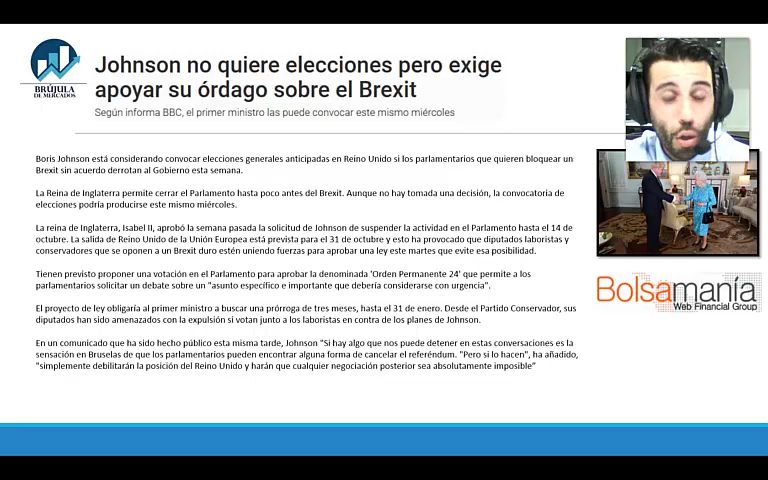 BRÚJULA
DE MERCADOS
Johnson no quiere elecciones pero exige
apoyar su órdago sobre el Brexit
Según informa BBC, el primer ministro las puede convocar este mismo miércoles
Boris Johnson está considerando convocar elecciones generales anticipadas en Reino Unido si los parlamentarios que quieren bloquear un
Brexit sin acuerdo derrotan al Gobierno esta semana.
La Reina de Inglaterra permite cerrar el Parlamento hasta poco antes del Brexit. Aunque no hay tomada una decisión, la convocatoria de
elecciones podría producirse este mismo miércoles.
La reina de Inglaterra, Isabel II, aprobó la semana pasada la solicitud de Johnson de suspender la actividad en el Parlamento hasta el 14 de
octubre. La salida de Reino Unido de la Unión Europea está prevista para el 31 de octubre y esto ha provocado que diputados laboristas y
conservadores que se oponen a un Brexit duro estén uniendo fuerzas para aprobar una ley este martes que evite esa posibilidad.
Tienen previsto proponer una votación en el Parlamento para aprobar la denominada 'Orden Permanente 24' que permite a los
parlamentarios solicitar un debate sobre un "asunto específico e importante que debería considerarse con urgencia".
El proyecto de ley obligaría al primer ministro a buscar una prórroga de tres meses, hasta el 31 de enero. Desde el Partido Conservador, sus
diputados han sido amenazados con la expulsión si votan junto a los laboristas en contra de los planes de Johnson.
En un comunicado que ha sido hecho público esta misma tarde, Johnson "Si hay algo que nos puede detener en estas conversaciones es la
sensación en Bruselas de que los parlamentarios pueden encontrar alguna forma de cancelar el referéndum. "Pero si lo hacen", ha añadido,
"simplemente debilitarán la posición del Reino Unido y harán que cualquier negociación posterior sea absolutamente imposible"
Bolsamanía
Web Financial Group